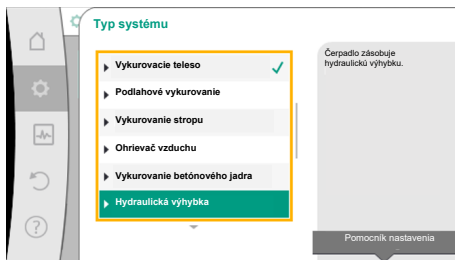 Typ systému
Vykurovacie teleso
Podlahové vykurovanie
Vykurovanie stropu
Ohrievač vzduchu
Vykurovanie betónového jadra
Hydraulická výhybka
Čerpadlo zásobuje
hydraulickú výhybku.
Pomocník nastavenia
?